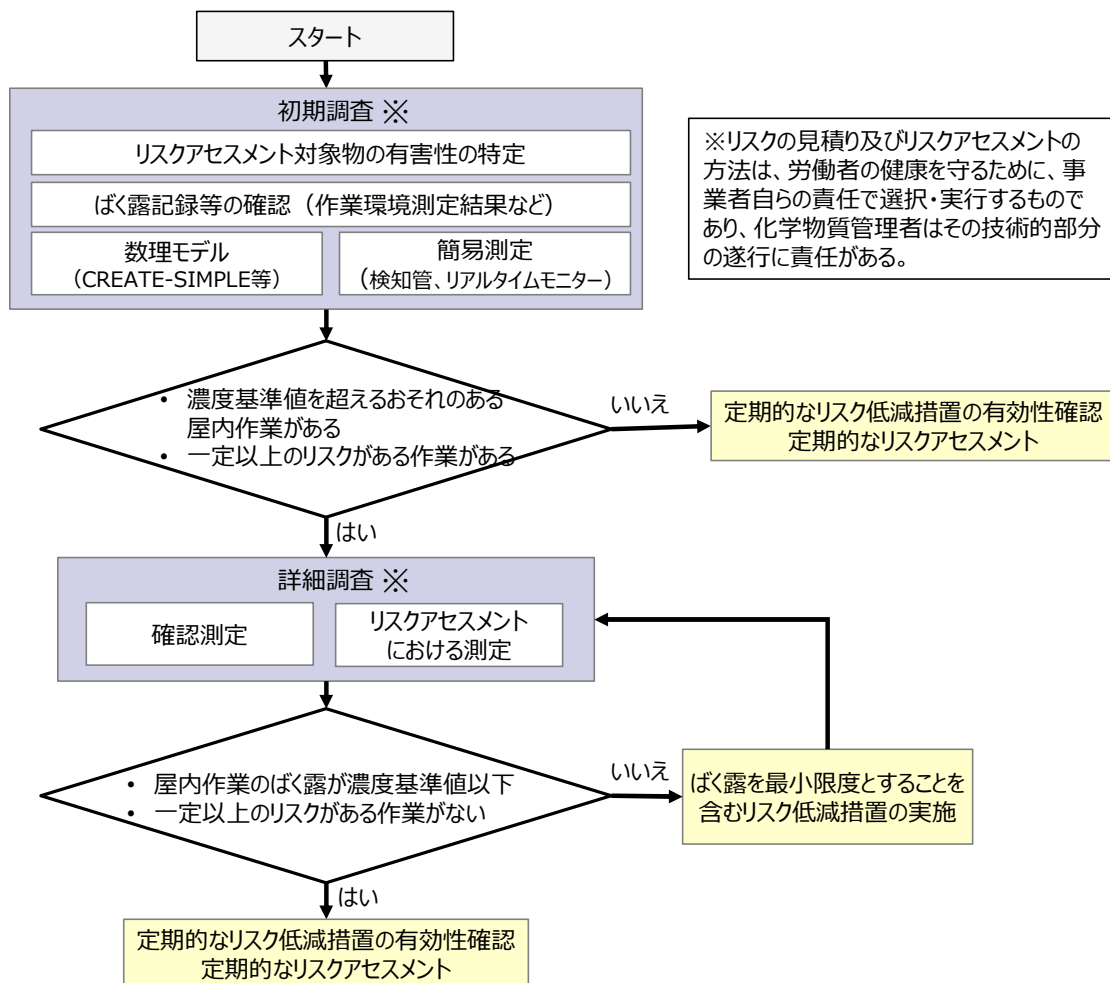 スタート
初期調査 ※
リスクアセスメント対象物の有害性の特定
ばく露記録等の確認（作業環境測定結果など）
数理モデル
（CREATE-SIMPLE等）
簡易測定
（検知管、リアルタイムモニター）
※リスクの見積り及びリスクアセスメントの
方法は、労働者の健康を守るために、事
業者自らの責任で選択・実行するもので
あり、化学物質管理者はその技術的部分
の遂行に責任がある。
• 濃度基準値を超えるおそれのある
屋内作業がある
• 一定以上のリスクがある作業がある
いいえ
定期的なリスク低減措置の有効性確認
定期的なリスクアセスメント
はい
詳細調査 ※
確認測定
リスクアセスメント
における測定
• 屋内作業のばく露が濃度基準値以下
• 一定以上のリスクがある作業がない
いいえ
ばく露を最小限度とすることを
含むリスク低減措置の実施
はい
定期的なリスク低減措置の有効性確認
定期的なリスクアセスメント